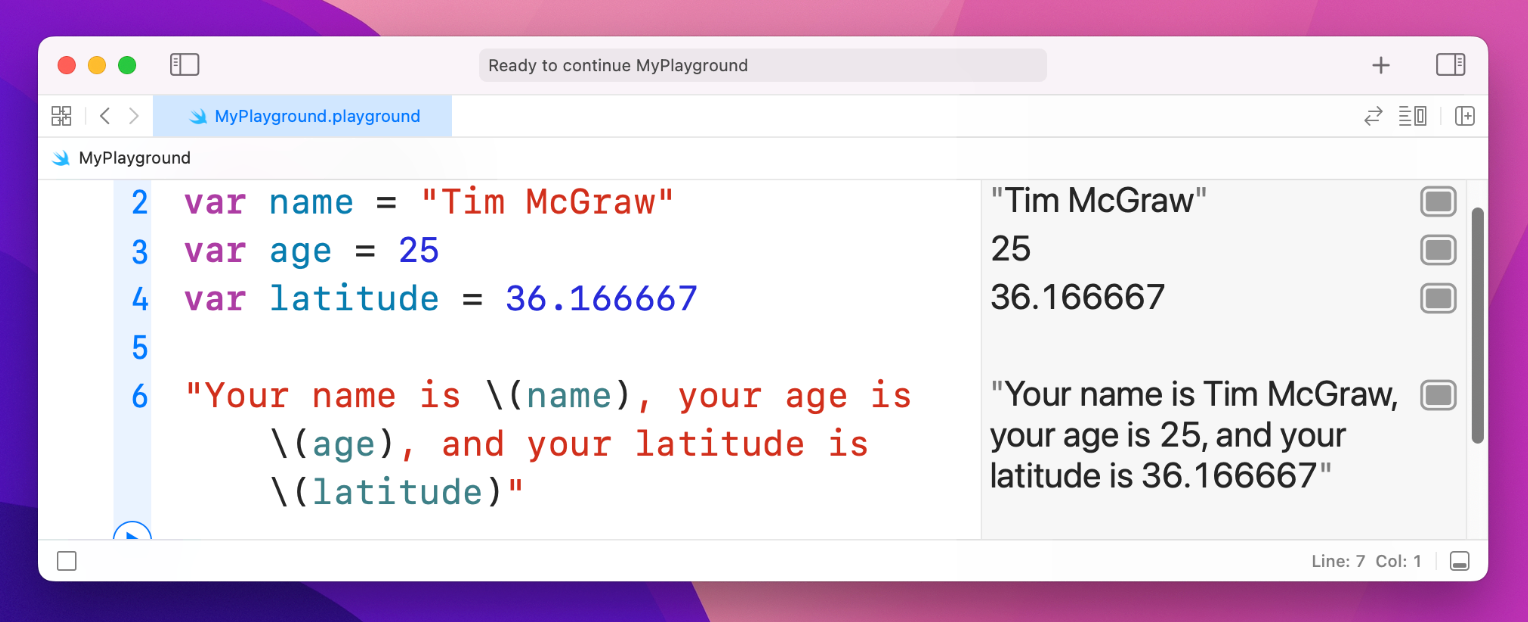 Ready to continue MyPlayground
MyPlayground.playground
MyPlayground
2 var name = "Tim McGraw"
"Tim McGraw"
3 var age = 25
25
4 var latitude = 36.166667
36.166667
5
6 "Your name is \(name), your age is
\(age), and your latitude is
\(latitude)"
"Your name is Tim McGraw,
your age is 25, and your
latitude is 36.166667"
Line: 7 Col: 1